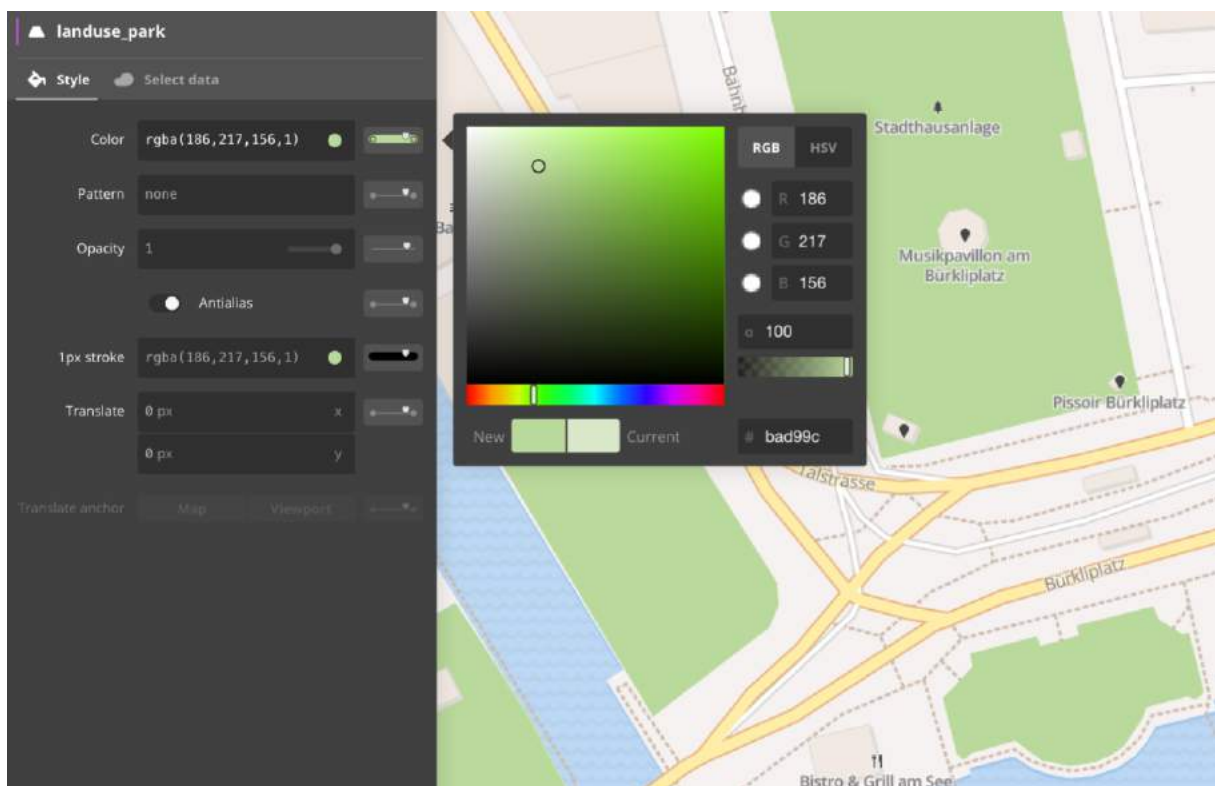 landuse_park
Style
Select data
Color
rgba(186,217,156,1)
Pattern
none
Opacity
1
Antialias
1px stroke
rgba(186,217,156,1)
Translate
0 px
x
0 px
y
Translate anchor
Map
Viewport
RGB
HSV
R 186
G 217
B 156
α 100
New
Current
# bad99c
Stadthausanlage
Musikpavillon am
Bürkliplatz
Pissoir Bürkliplatz
Talstrasse
Bürkliplatz
Bistro & Grill am See